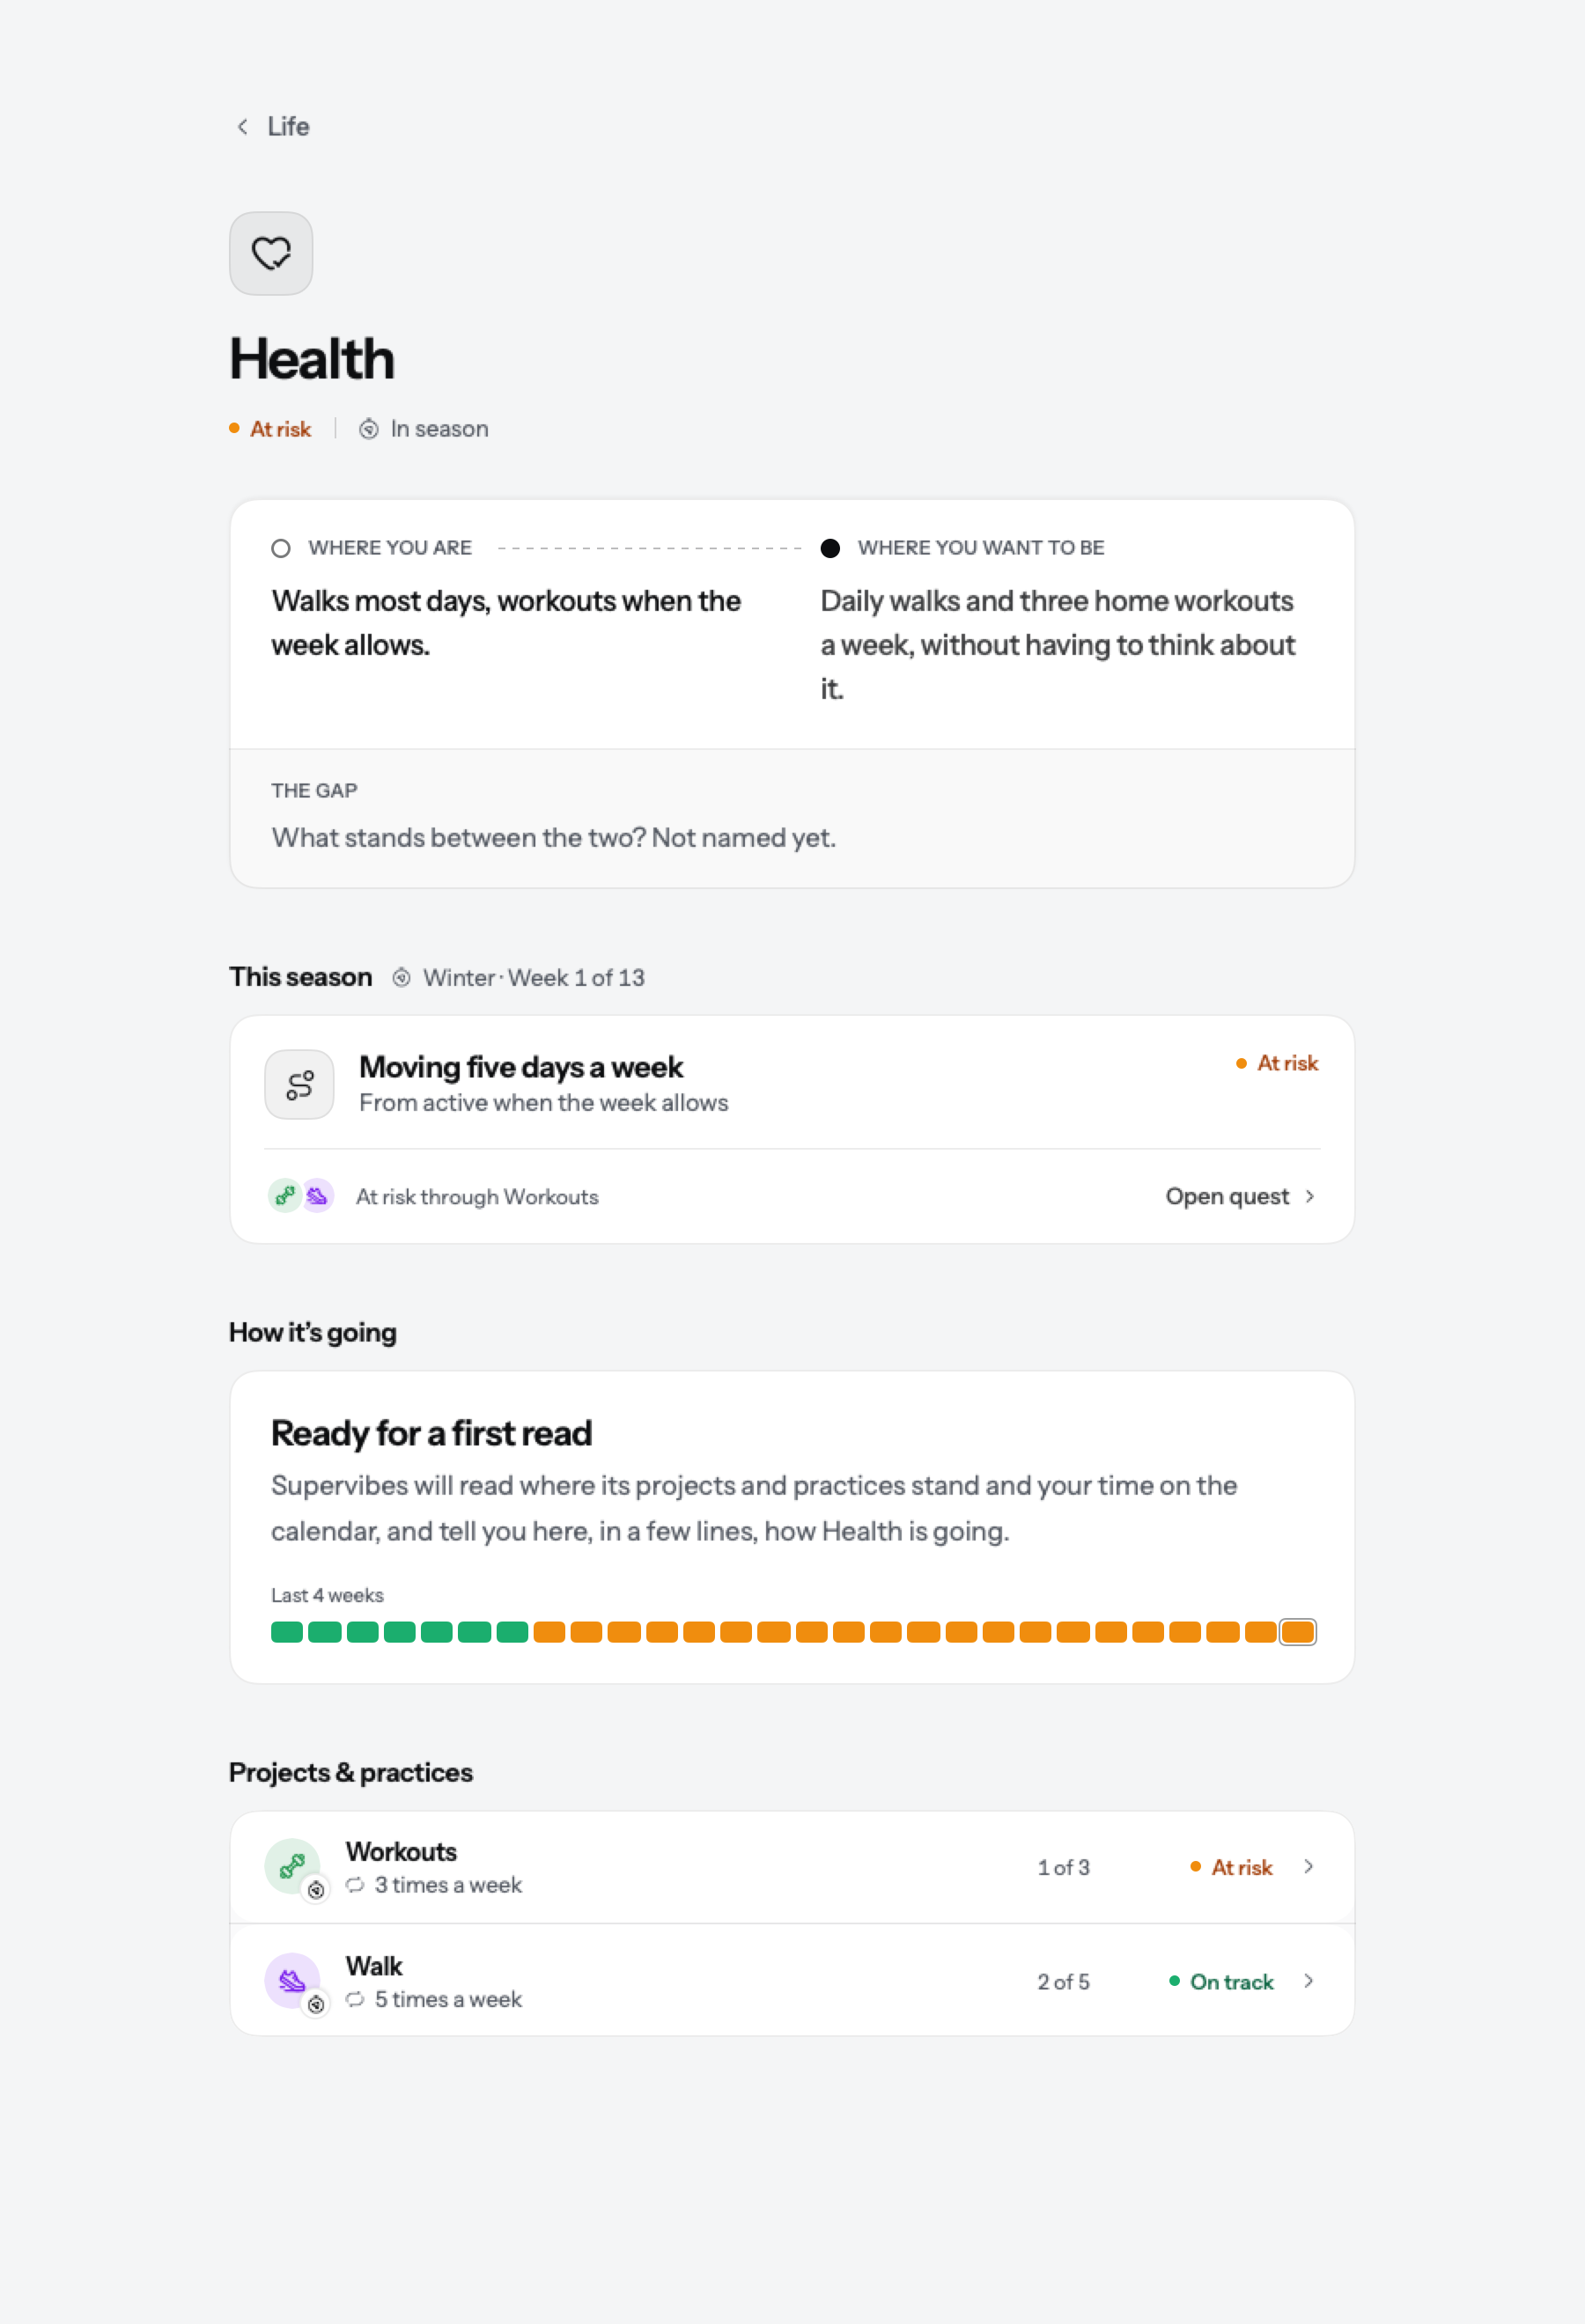 Life
Health
At risk
In season
WHERE YOU ARE
WHERE YOU WANT TO BE
Walks most days, workouts when the
week allows.
Daily walks and three home workouts
a week, without having to think about
it.
THE GAP
What stands between the two? Not named yet.
This season
Winter · Week 1 of 13
Moving five days a week
At risk
From active when the week allows
At risk through Workouts
Open quest
How it's going
Ready for a first read
Supervibes will read where its projects and practices stand and your time on the
calendar, and tell you here, in a few lines, how Health is going.
Last 4 weeks
Projects & practices
Workouts
3 times a week
1 of 3
At risk
Walk
5 times a week
2 of 5
On track